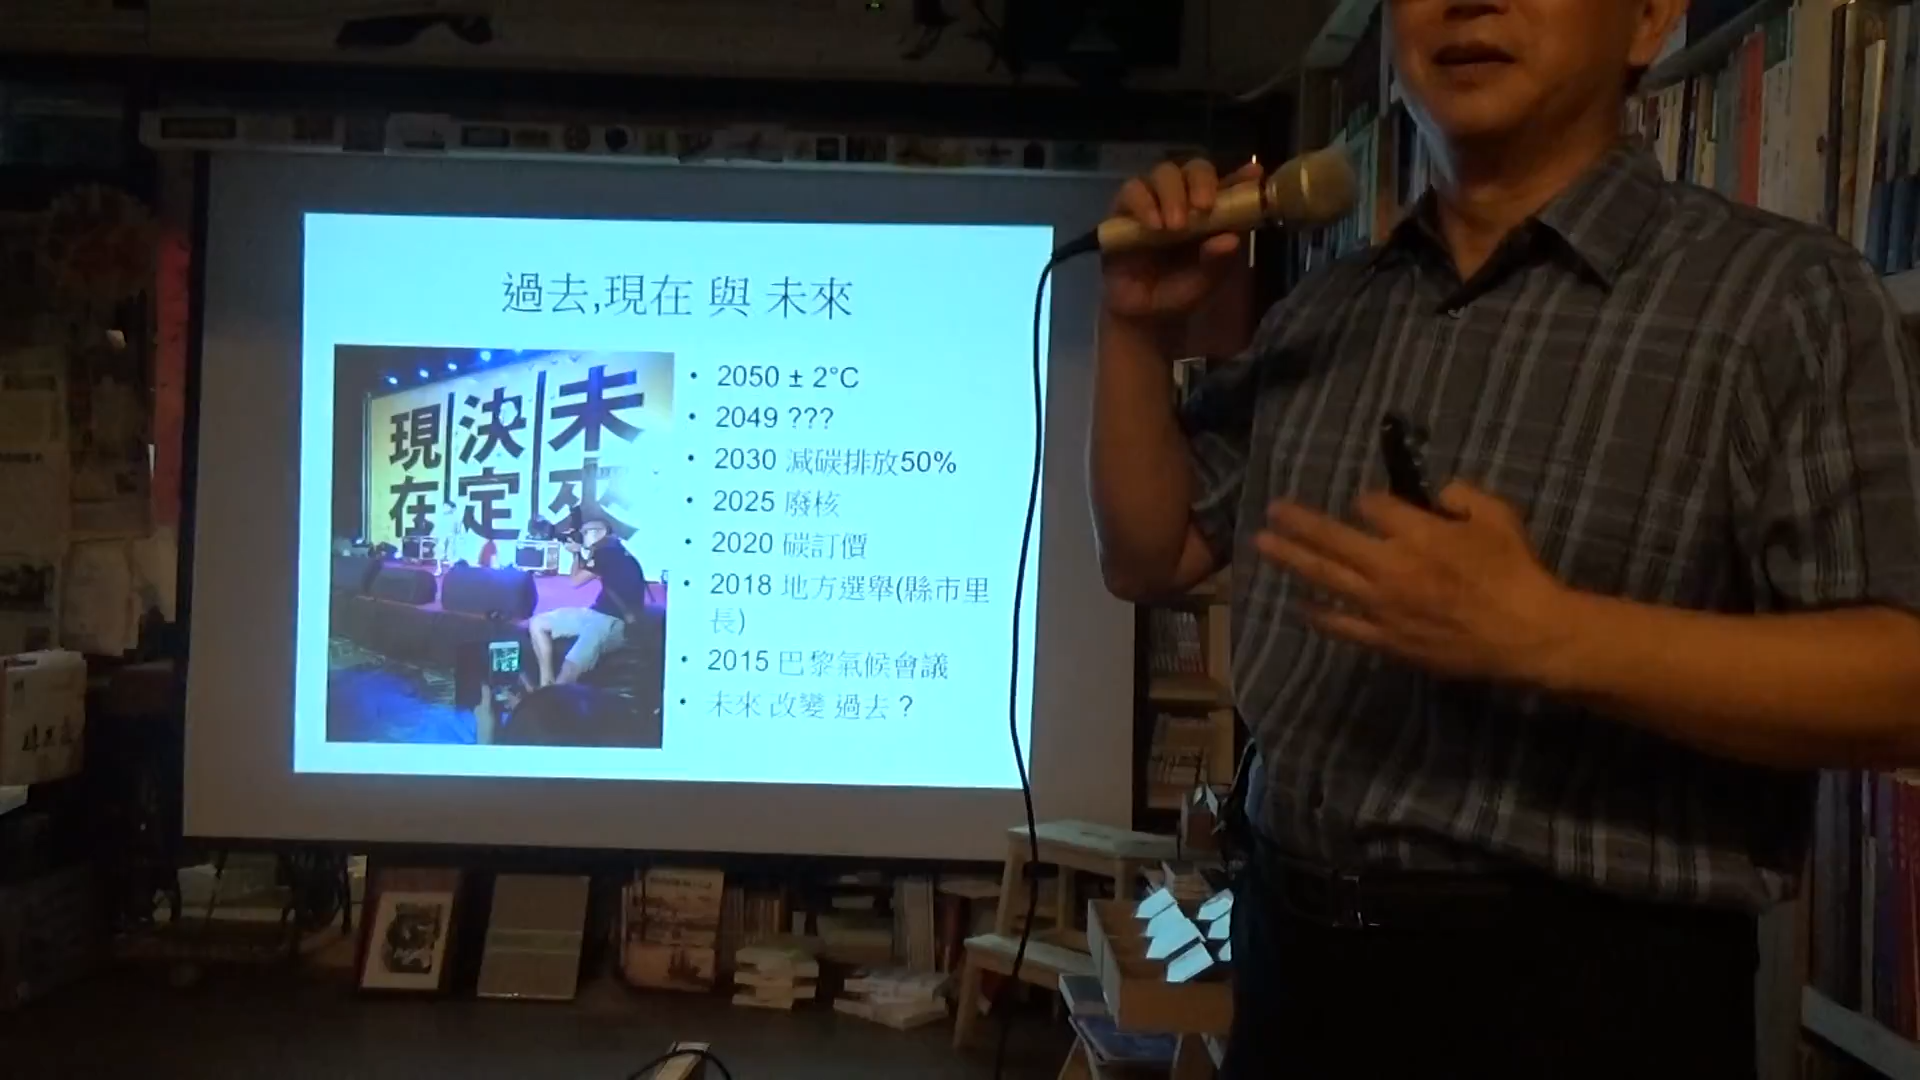 過去,現在 與 未來
現在
決定
未來
• 2050 ± 2°C
• 2049 ???
• 2030 減碳排放50%
• 2025 廢核
• 2020 碳訂價
• 2018 地方選舉(縣市里
長)
• 2015 巴黎氣候會議
• 未來 改變 過去 ?